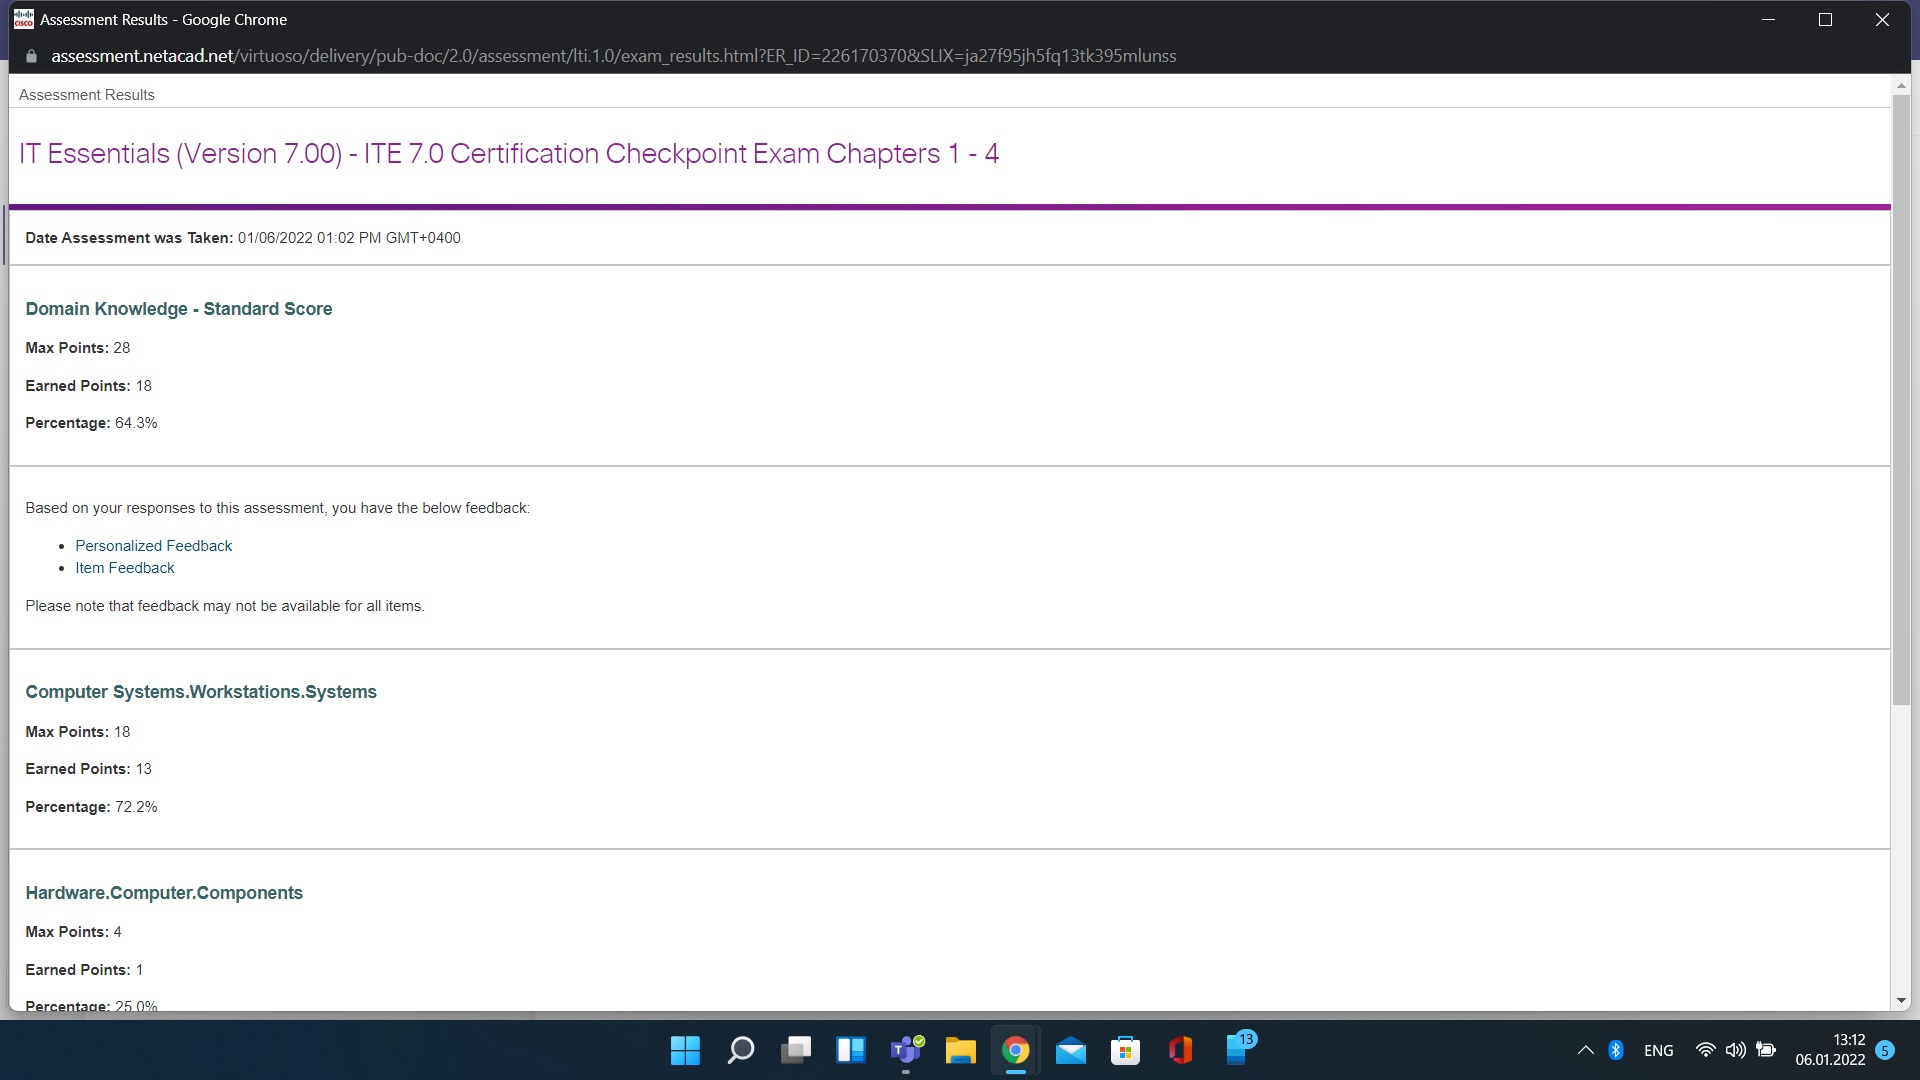 Assessment Results - Google Chrome
assessment.netacad.net/virtuoso/delivery/pub-doc/2.0/assessment/lti.1.0/exam_results.html?ER_ID=226170370&SLIX=ja27f95jh5fq13tk395mlunss
Assessment Results
IT Essentials (Version 7.00) - ITE 7.0 Certification Checkpoint Exam Chapters 1 - 4
Date Assessment was Taken: 01/06/2022 01:02 PM GMT+0400
Domain Knowledge - Standard Score
Max Points: 28
Earned Points: 18
Percentage: 64.3%
Based on your responses to this assessment, you have the below feedback:
• Personalized Feedback
• Item Feedback
Please note that feedback may not be available for all items.
Computer Systems.Workstations.Systems
Max Points: 18
Earned Points: 13
Percentage: 72.2%
Hardware.Computer.Components
Max Points: 4
Earned Points: 1
Percentage: 25.0%
13
ENG
13:12
06.01.2022
5